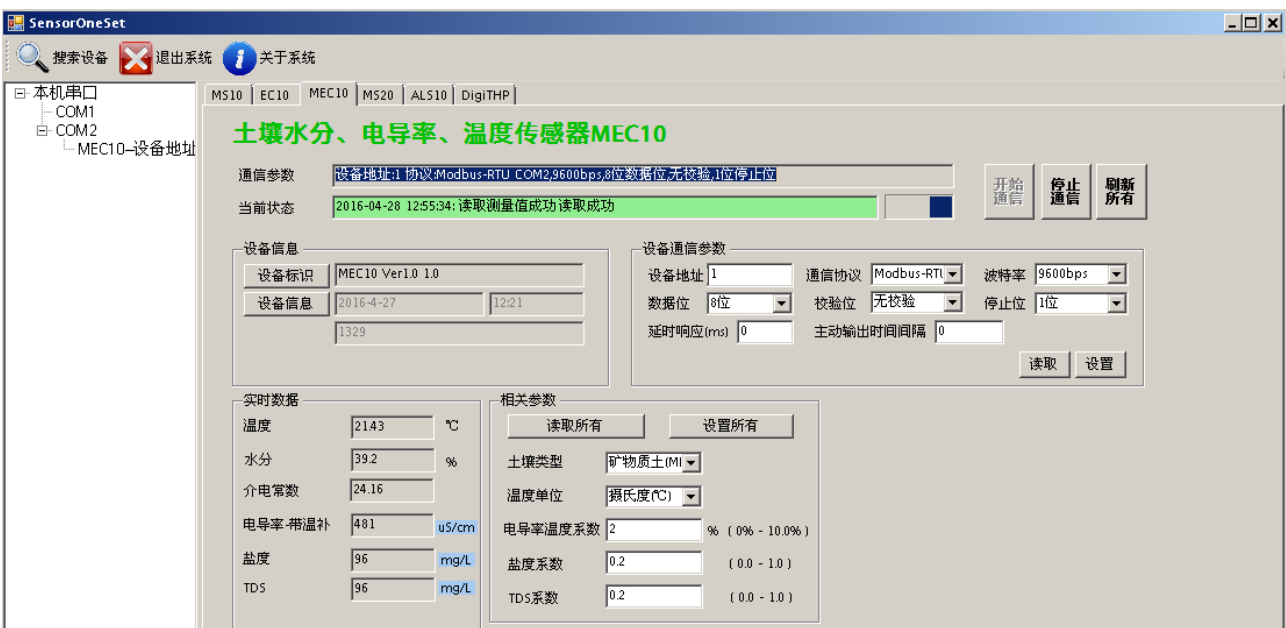 SensorOneSet
搜索设备 退出系统 关于系统
本机串口
COM1
COM2
MEC10-设备地址
MS10 EC10 MEC10 MS20 ALS10 DigiTHP
土壤水分、电导率、温度传感器MEC10
通信参数 设备地址:1 协议:Modbus-RTU COM2,9600bps,8位数据位,无校验,1位停止位
当前状态 2016-04-28 12:55:34: 读取测量值成功 读取成功
开始通信 停止通信 刷新所有
设备信息
设备标识 MEC10 Ver1.0 1.0
设备信息 2016-4-27 12:21
1329
设备通信参数
设备地址 1 通信协议 Modbus-RTU 波特率 9600bps
数据位 8位 校验位 无校验 停止位 1位
延时响应(ms) 0 主动输出时间间隔 0
读取 设置
实时数据
温度 21.43 ℃
水分 39.2 %
介电常数 24.16
电导率-带温补 481 uS/cm
盐度 96 mg/L
TDS 96 mg/L
相关参数
读取所有 设置所有
土壤类型 矿物质土(MI
温度单位 摄氏度(℃)
电导率温度系数 2 % ( 0% - 10.0% )
盐度系数 0.2 ( 0.0 - 1.0 )
TDS系数 0.2 ( 0.0 - 1.0 )